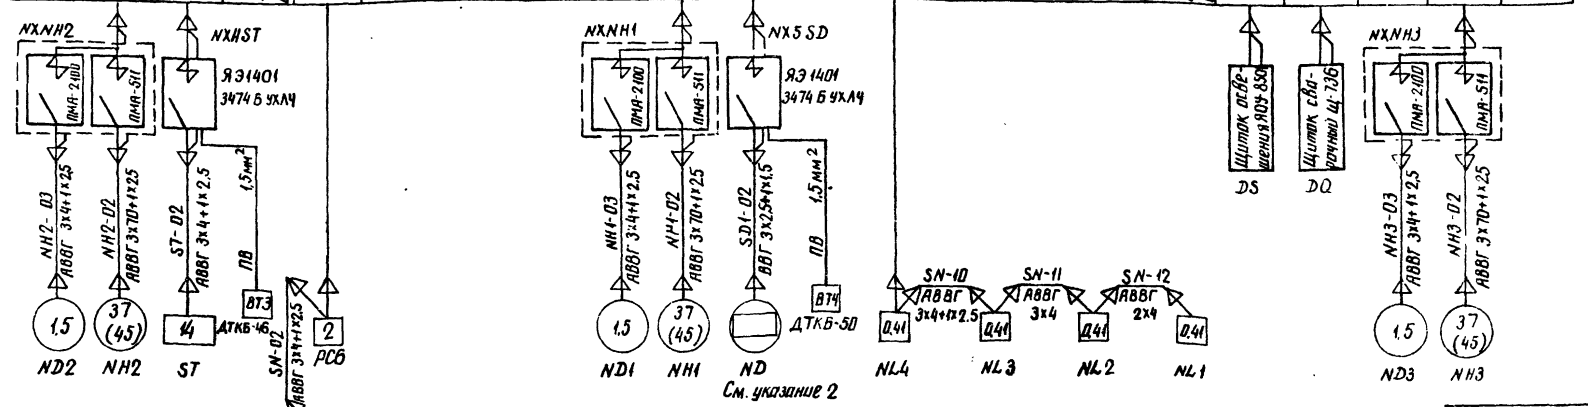 NXNH2
NXHST
ПМА-2100
ПМА-511
ЯЭ1401
3474 Б УХЛЧ
NH2-03
АВВГ 3х4+1х2,5
NH2-02
АВВГ 3х70+1х25
ST-02
АВВГ 3х4+1х2,5
1,5мм²
ПВ
1,5
ND2
37
(45)
NH2
14
ST
ВТ3
ДТКБ-46
SN-02
АВВГ 3х4+1х2,5
2
РСб
NXNH1
NX5 SD
ПМА-2100
ПМА-511
ЯЭ1401
3474 Б УХЛЧ
NH1-03
АВВГ 3х4+1х2,5
NH1-02
АВВГ 3х70+1х25
SD1-02
ВВГ 3х2,5+1х1,5
1,5мм²
ПВ
1,5
ND1
37
(45)
NH1
ND
ВТ4
ДТКБ-50
См. указание 2
SN-10
АВВГ
3х4+1х2.5
SN-11
АВВГ
3х4
SN-12
АВВГ
2х4
0,41
NL4
0,41
NL3
0,41
NL2
0,41
NL1
Щиток осве-
щения ЯОУ-8501
DS
Щиток сва-
рочный Щ-736
DQ
NXNH3
ПМА-2100
ПМА-511
NH3-03
АВВГ 3х4+1х2,5
NH3-02
АВВГ 3х70+1х25
1,5
ND3
37
(45)
NH3